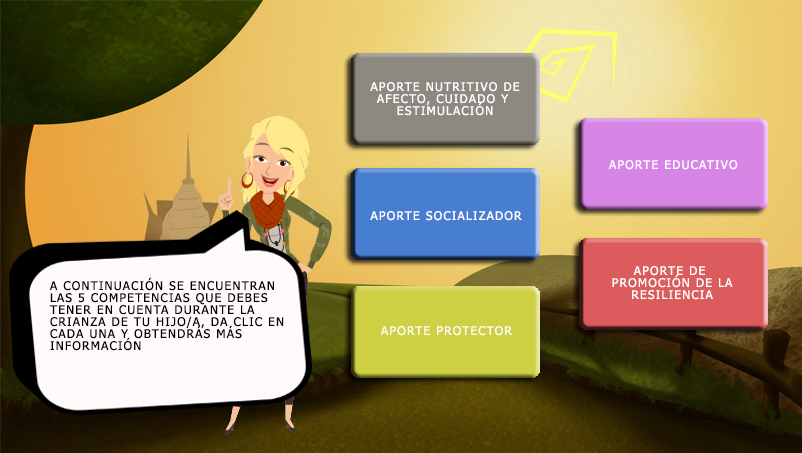 A CONTINUACIÓN SE ENCUENTRAN
LAS 5 COMPETENCIAS QUE DEBES
TENER EN CUENTA DURANTE LA
CRIANZA DE TU HIJO/A, DA CLIC EN
CADA UNA Y OBTENDRÁS MÁS
INFORMACIÓN
APORTE NUTRITIVO DE
AFECTO, CUIDADO Y
ESTIMULACIÓN
APORTE SOCIALIZADOR
APORTE PROTECTOR
APORTE EDUCATIVO
APORTE DE
PROMOCIÓN DE LA
RESILIENCIA